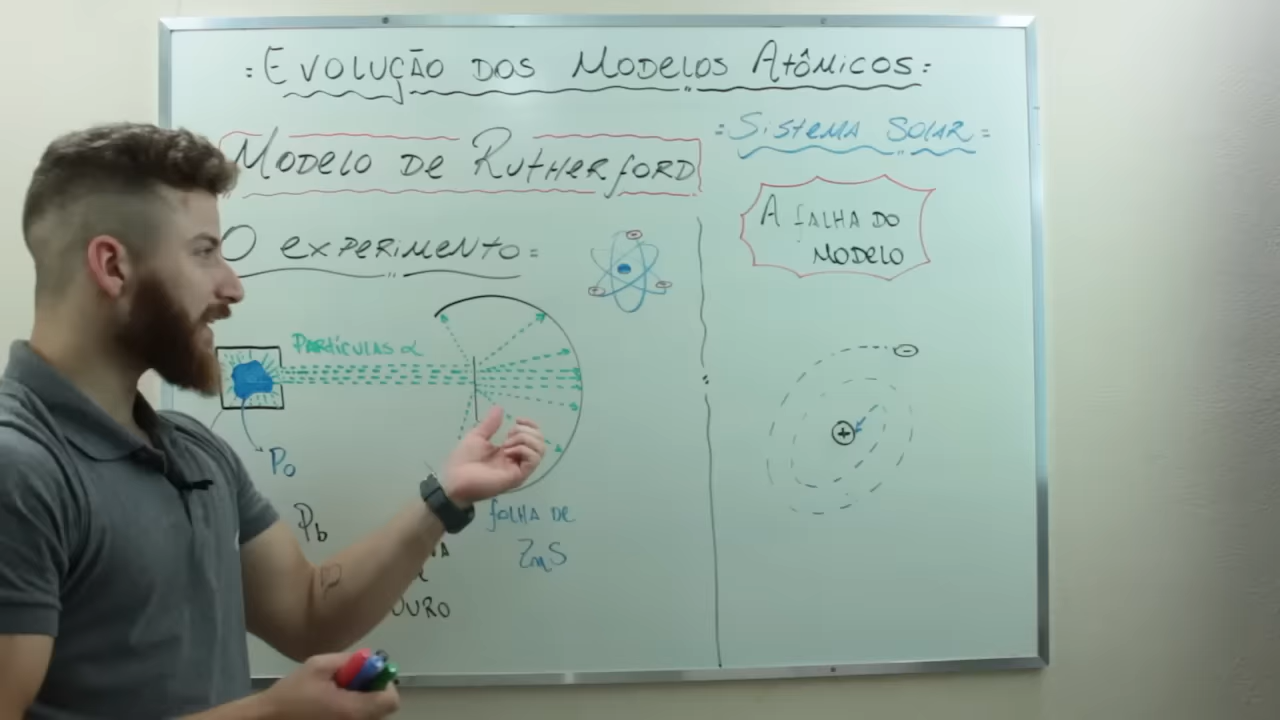 = EVOLUÇÃO DOS MODELOS ATÔMICOS =
MODELO DE RUTHERFORD
O EXPERIMENTO =
PARTÍCULAS α
Po
Pb
OURO
FOLHA DE
ZnS
= SISTEMA SOLAR =
A FALHA DO
MODELO